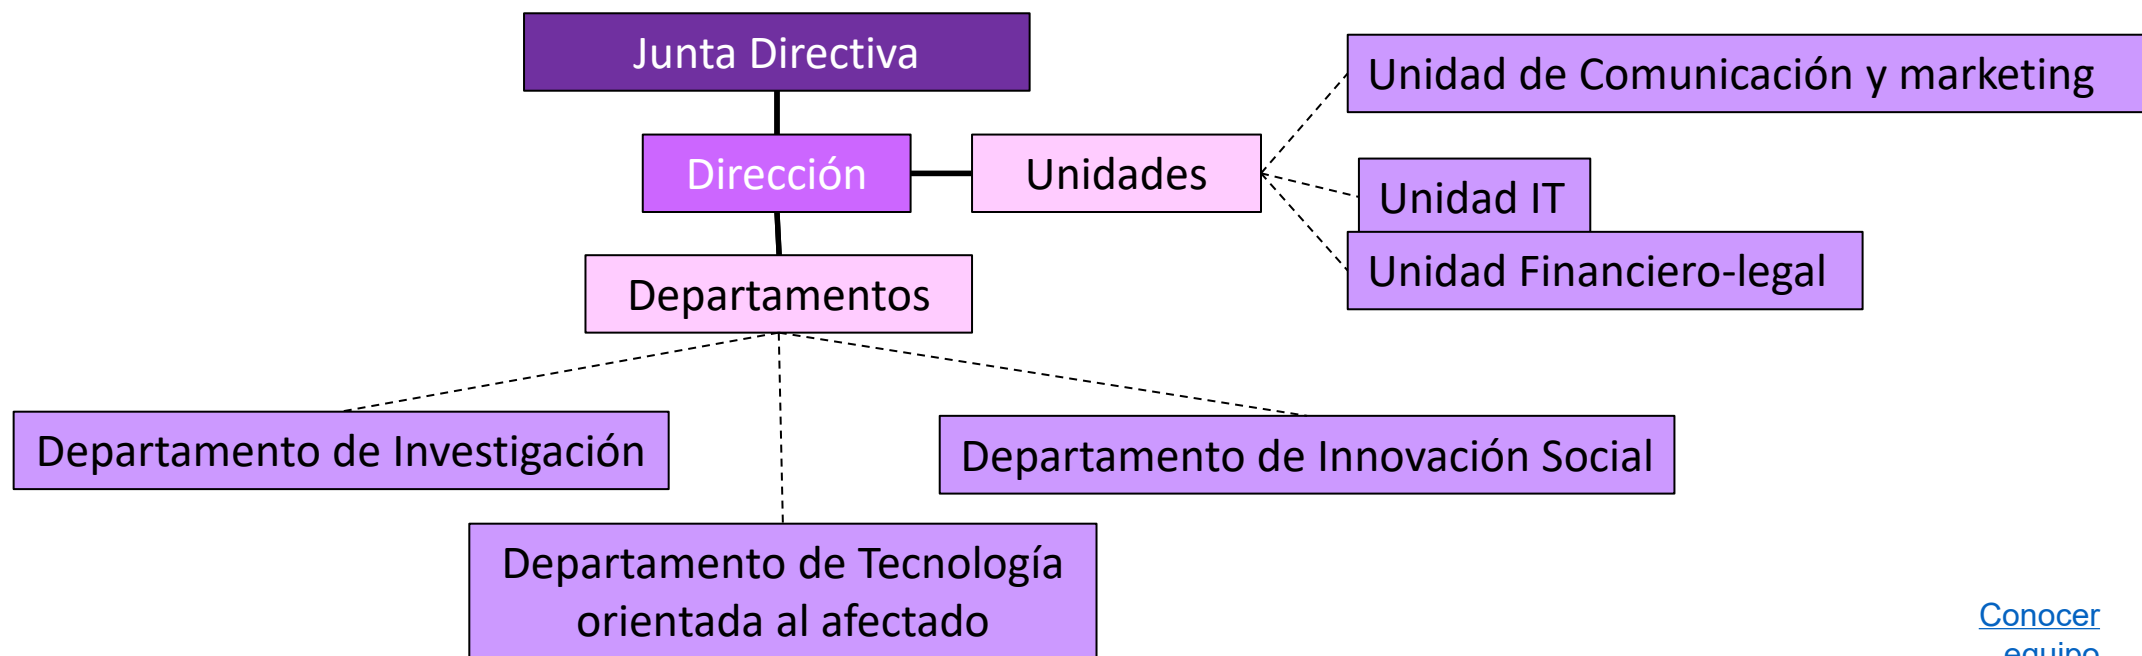 Junta Directiva
Unidad de Comunicación y marketing
Dirección
Unidades
Unidad IT
Unidad Financiero-legal
Departamentos
Departamento de Investigación
Departamento de Innovación Social
Departamento de Tecnología
orientada al afectado
Conocer
equipo